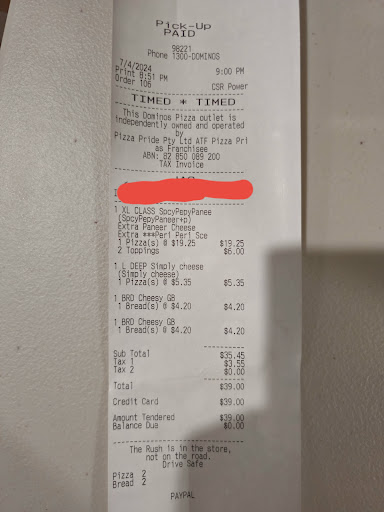 Pick-Up
PAID
98221
Phone 1300-DOMINOS
7/4/2024 9:00 PM
Print 8:51 PM
Order 106 CSR Power
TIMED * TIMED
This Dominos Pizza outlet is
independently owned and operated
by
Pizza Pride Pty Ltd ATF Pizza Pri
as Franchisee
ABN: 82 850 069 200
TAX Invoice
1 XL CLASS SpcyPepyPanee
(SpcyPepyPaneer+p)
Extra Paneer Cheese
Extra ***Peri Peri Sce
1 Pizza(s) @ $19.25 $19.25
2 Toppings $6.00
1 L DEEP Simply cheese
(Simply cheese)
1 Pizza(s) @ $5.35 $5.35
1 BRD Cheesy GB
1 Bread(s) @ $4.20 $4.20
1 BRD Cheesy GB
1 Bread(s) @ $4.20 $4.20
Sub Total $35.45
Tax 1 $3.55
Tax 2 $0.00
Total $39.00
Credit Card $39.00
Amount Tendered $39.00
Balance Due $0.00
The Rush is in the store,
not on the road.
Drive Safe
Pizza 2
Bread 2
PAYPAL